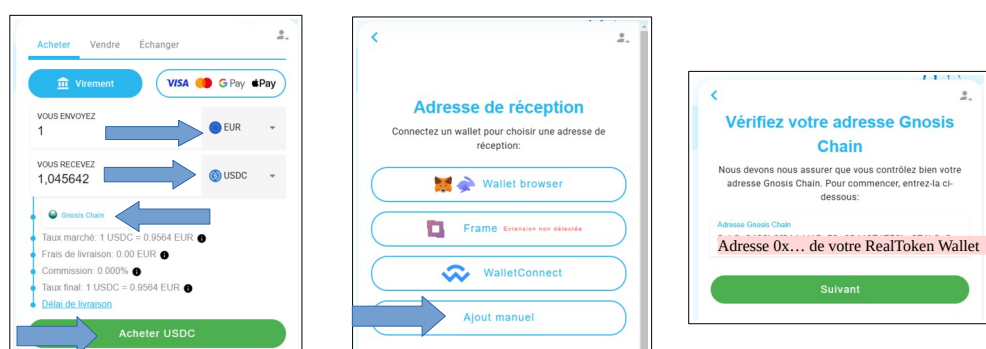 Acheter Vendre Échanger
Virement
VISA G Pay Pay
VOUS ENVOYEZ
1
EUR
VOUS RECEVEZ
1,045642
USDC
Gnosis Chain
Taux marché: 1 USDC = 0.9564 EUR
Frais de livraison: 0.00 EUR
Commission: 0.000%
Taux final: 1 USDC = 0.9564 EUR
Délai de livraison
Acheter USDC
Adresse de réception
Connectez un wallet pour choisir une adresse de
réception:
Wallet browser
Frame Extension non détectée
WalletConnect
Ajout manuel
Vérifiez votre adresse Gnosis
Chain
Nous devons nous assurer que vous contrôlez bien votre
adresse Gnosis Chain. Pour commencer, entrez-la ci-
dessous:
Adresse Gnosis Chain
Adresse 0x… de votre RealToken Wallet
Suivant